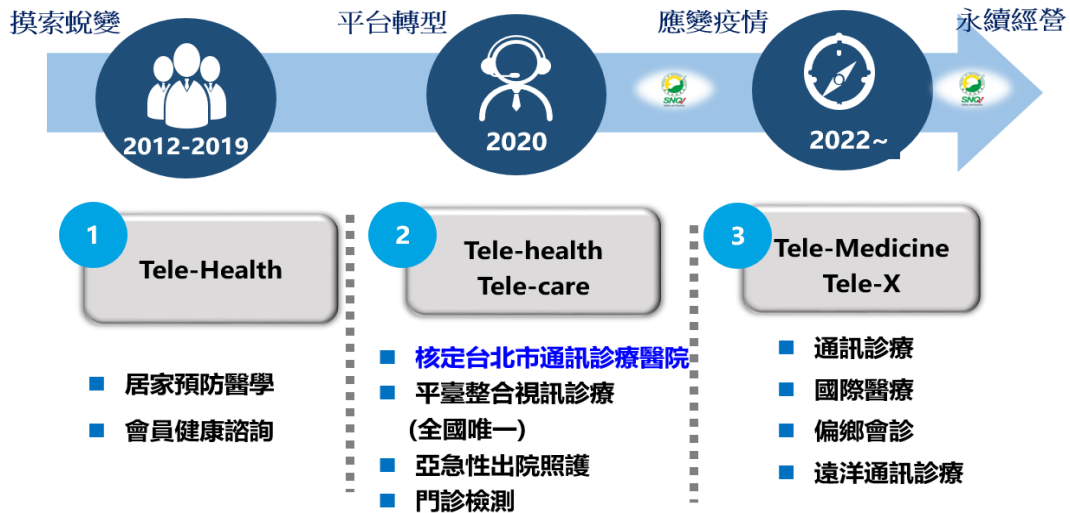 摸索蛻變
平台轉型
應變疫情
永續經營
2012-2019
2020
SNQ
2022~
SNQ
1
Tele-Health
居家預防醫學
會員健康諮詢
2
Tele-health
Tele-care
核定台北市通訊診療醫院
平臺整合視訊診療
(全國唯一)
亞急性出院照護
門診檢測
3
Tele-Medicine
Tele-X
通訊診療
國際醫療
偏鄉會診
遠洋通訊診療